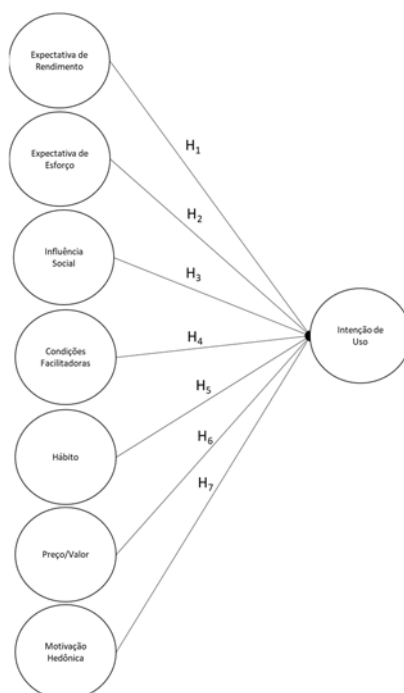 Expectativa de
Rendimento
H1
Expectativa de
Esforço
H2
Influência
Social
H3
Condições
Facilitadoras
H4
Intenção de
Uso
Hábito
H5
Preço/Valor
H6
Motivação
Hedônica
H7